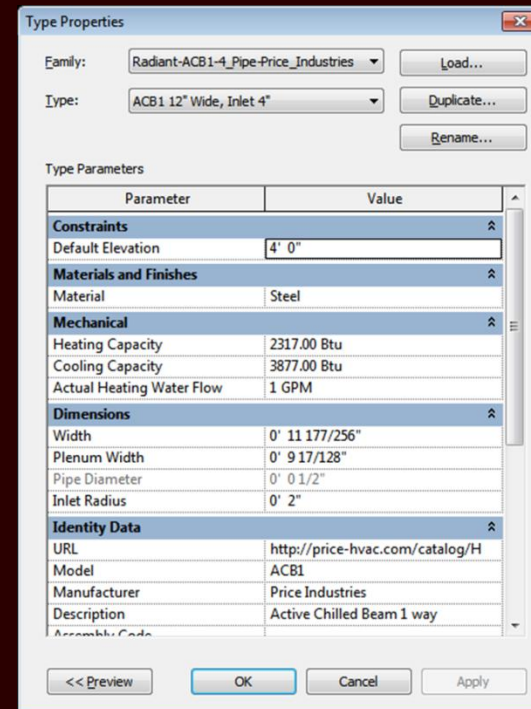 Type Properties
Family: Radiant-ACB1-4_Pipe-Price_Industries Load...
Type: ACB1 12" Wide, Inlet 4" Duplicate...
Rename...
Type Parameters
Parameter Value
Constraints
Default Elevation 4' 0"
Materials and Finishes
Material Steel
Mechanical
Heating Capacity 2317.00 Btu
Cooling Capacity 3877.00 Btu
Actual Heating Water Flow 1 GPM
Dimensions
Width 0' 11 177/256"
Plenum Width 0' 9 17/128"
Pipe Diameter 0' 0 1/2"
Inlet Radius 0' 2"
Identity Data
URL http://price-hvac.com/catalog/H
Model ACB1
Manufacturer Price Industries
Description Active Chilled Beam 1 way
Assembly Code
<< Preview OK Cancel Apply